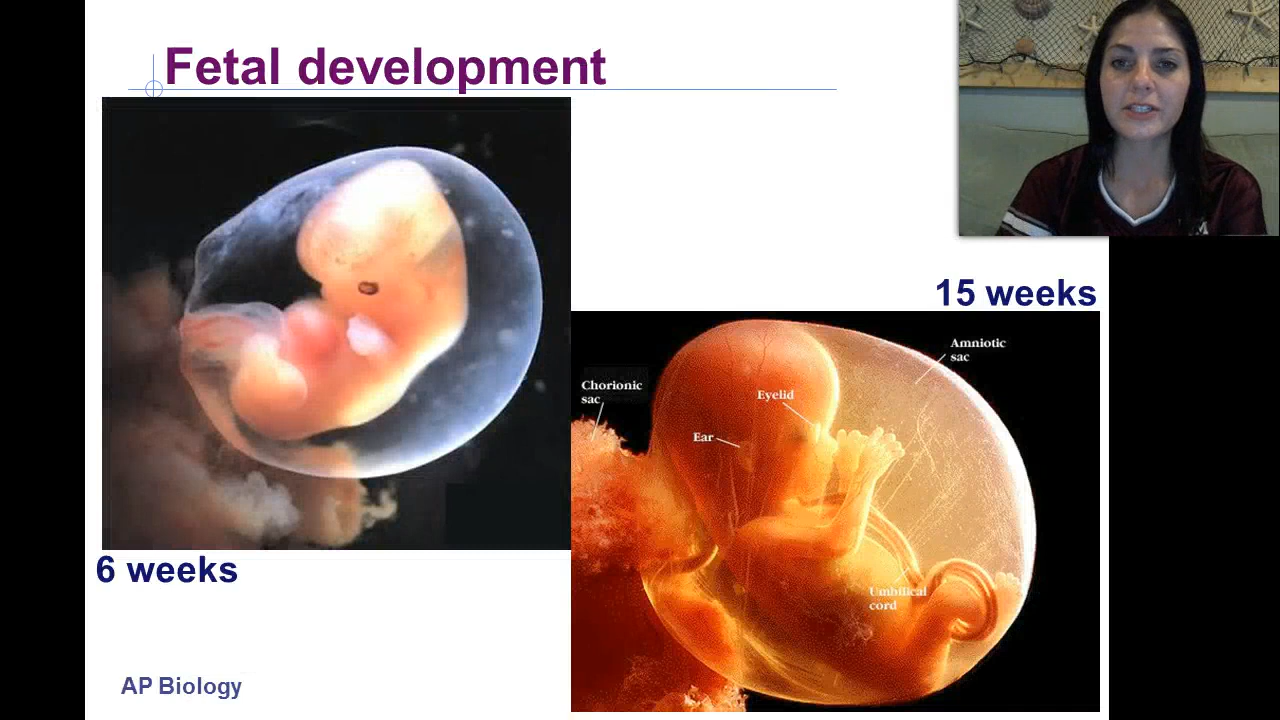 Fetal development
15 weeks
Amniotic
sac
Chorionic
sac
Eyelid
Ear
Umbilical
cord
6 weeks
AP Biology